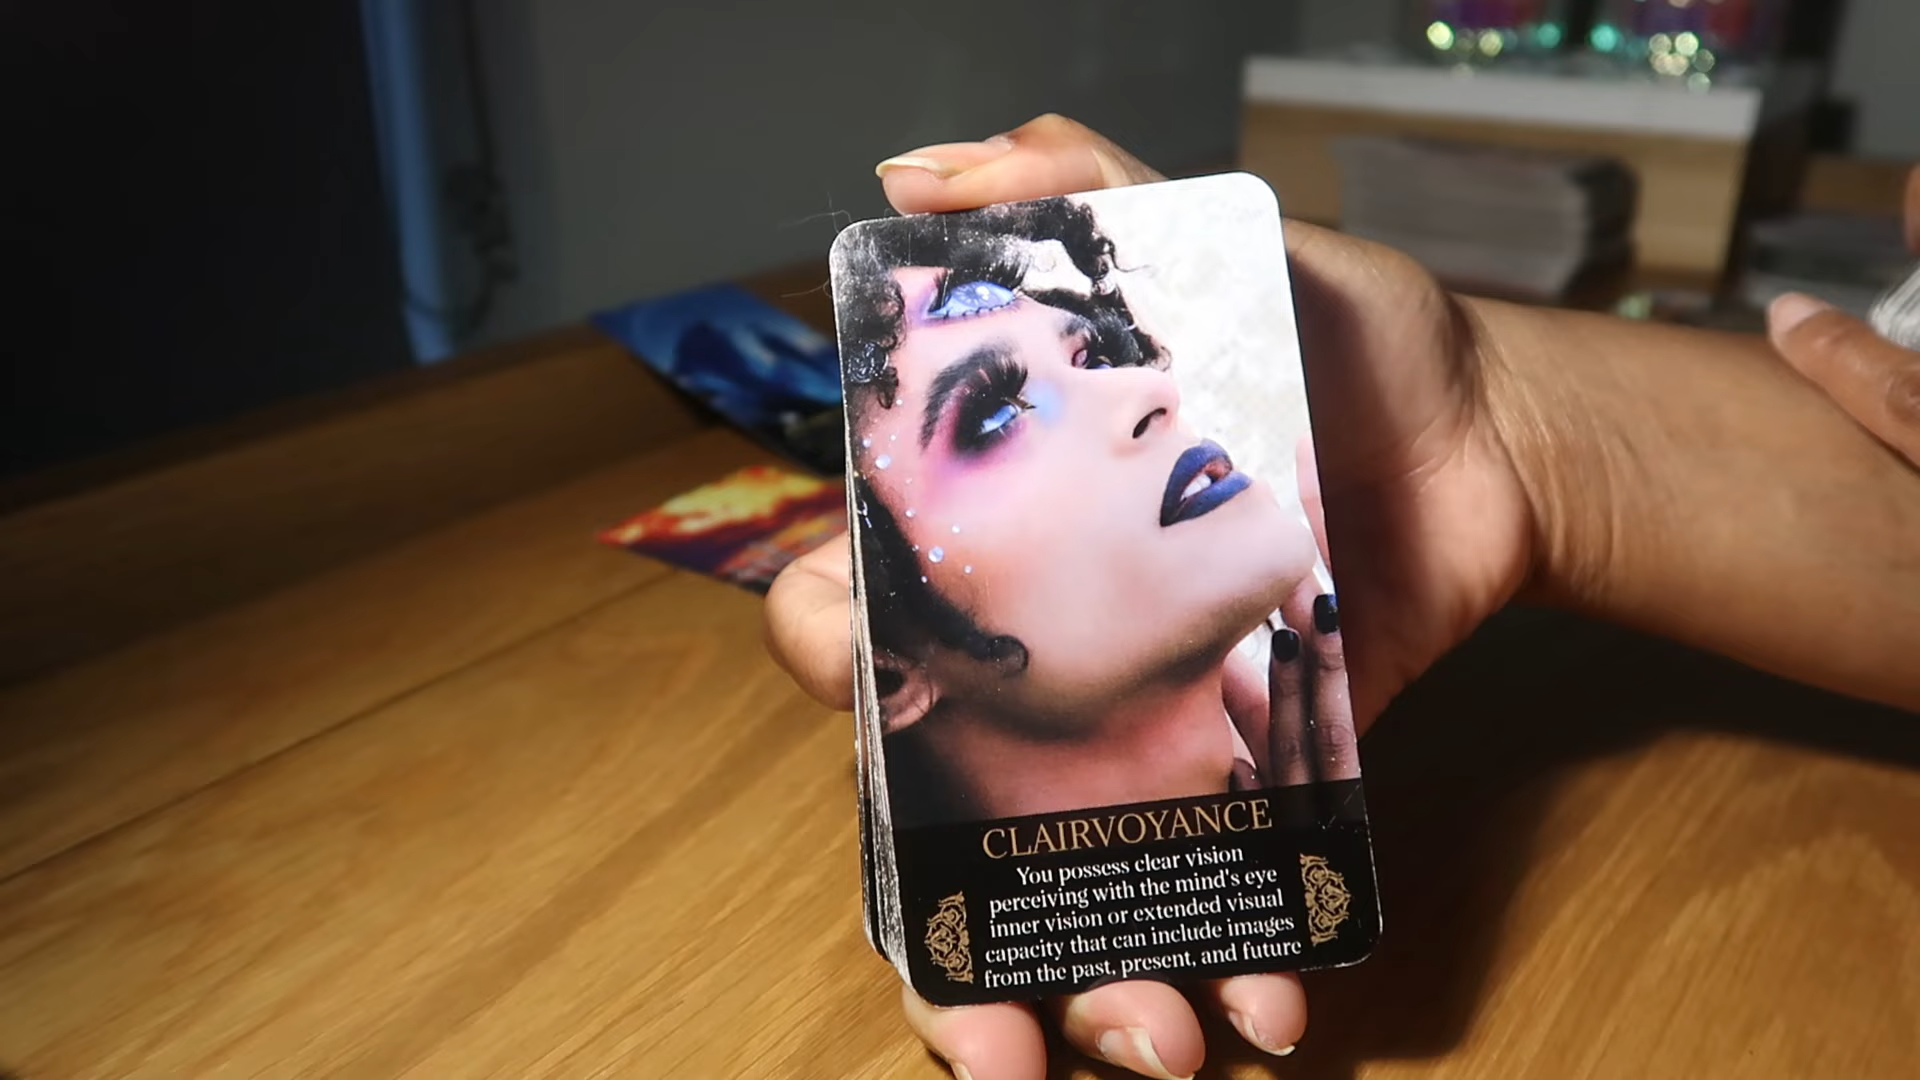 CLAIRVOYANCE
You possess clear vision
perceiving with the mind's eye
inner vision or extended visual
capacity that can include images
from the past, present, and future